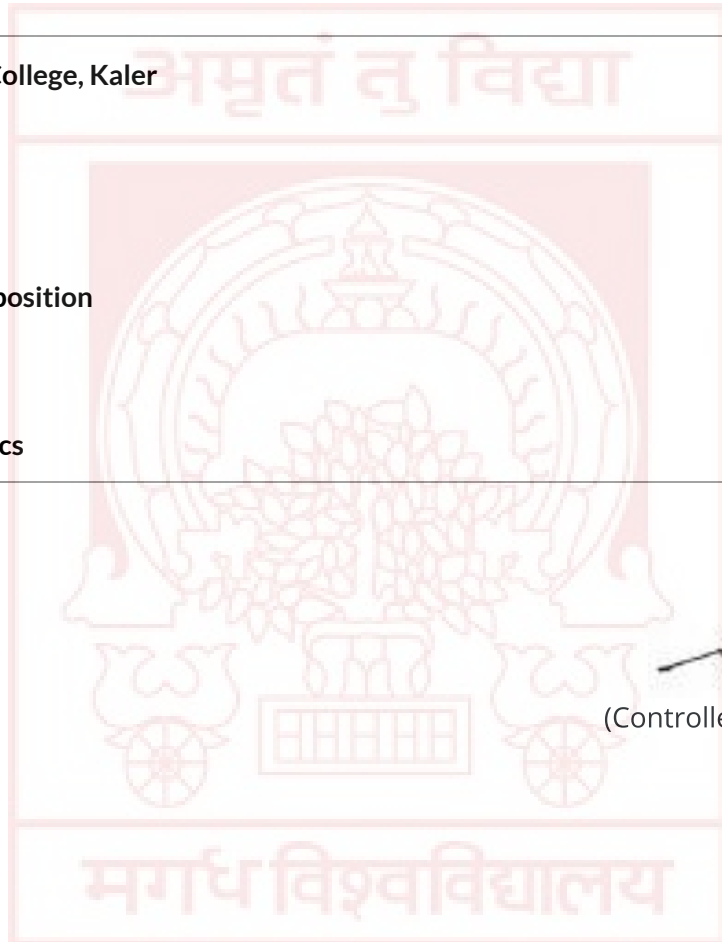 अमृतं तु विद्या
College, Kaler
position
cs
(Controlle
मगध विश्वविद्यालय